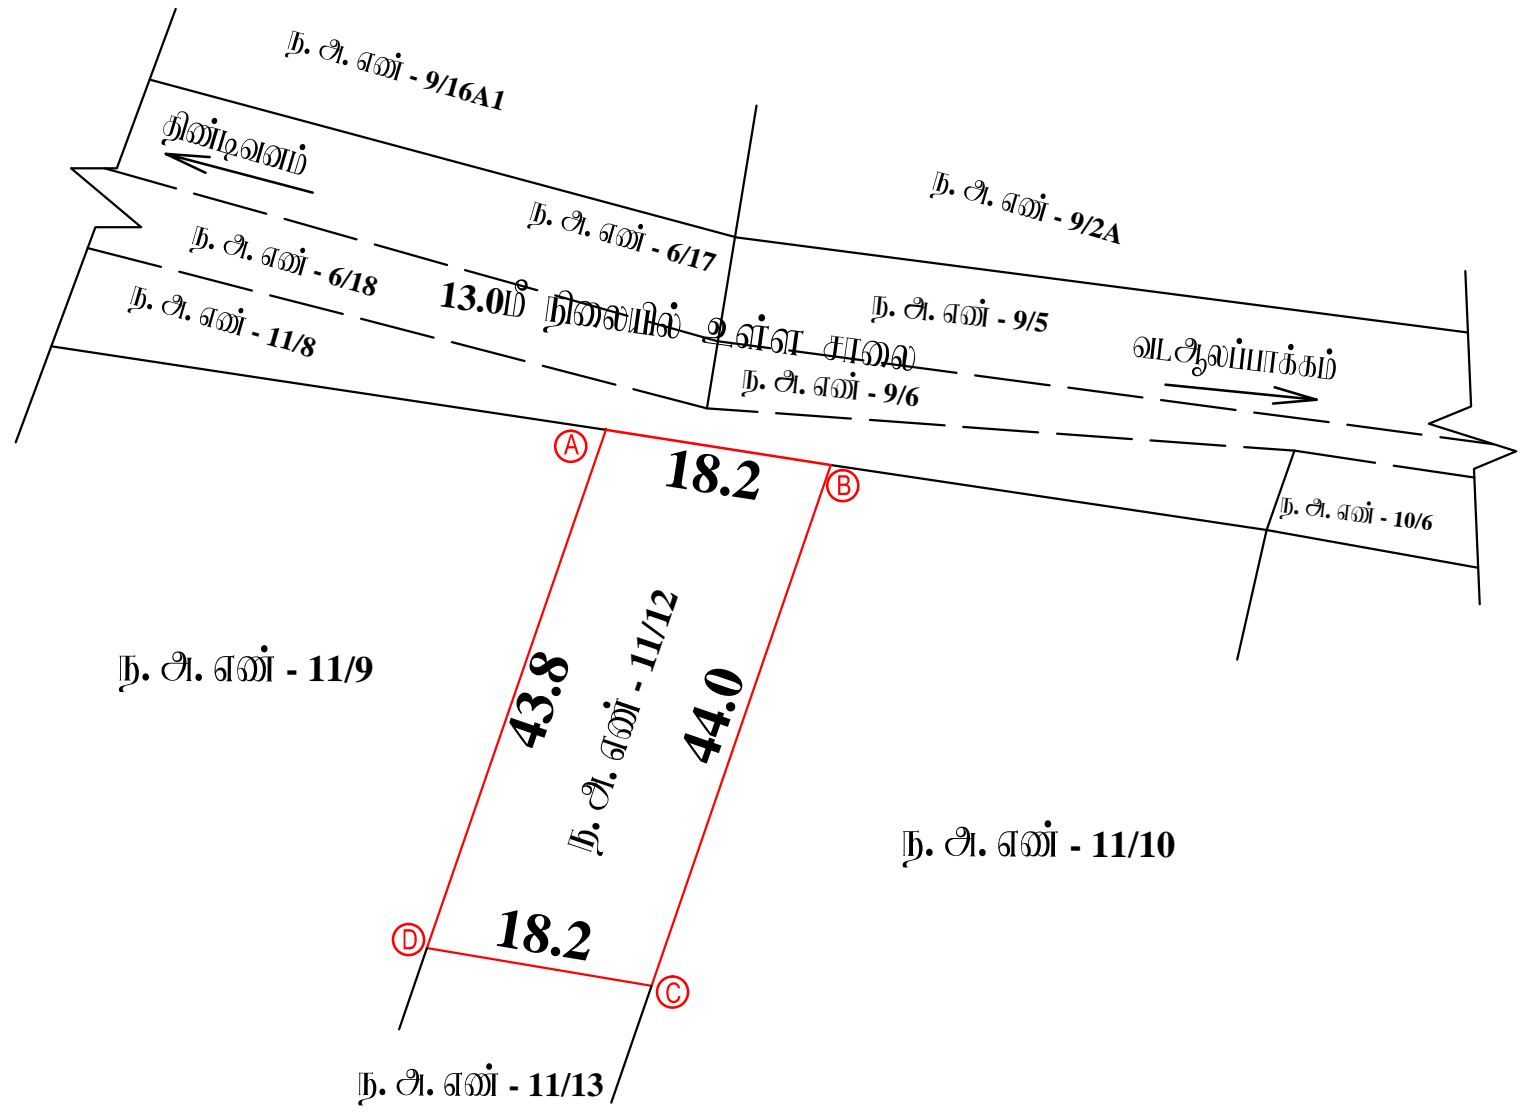 ந. அ. எண் - 9/16A1
திண்டிவனம்
ந. அ. எண் - 9/2A
ந. அ. எண் - 6/17
ந. அ. எண் - 6/18
ந. அ. எண் - 11/8
13.0மீ நிலையில் உள்ள சாலை
ந. அ. எண் - 9/5
வடஆலப்பாக்கம்
ந. அ. எண் - 9/6
A
18.2
B
ந. அ. எண் - 10/6
ந. அ. எண் - 11/9
43.8
ந. அ. எண் - 11/12
44.0
ந. அ. எண் - 11/10
D
18.2
C
ந. அ. எண் - 11/13